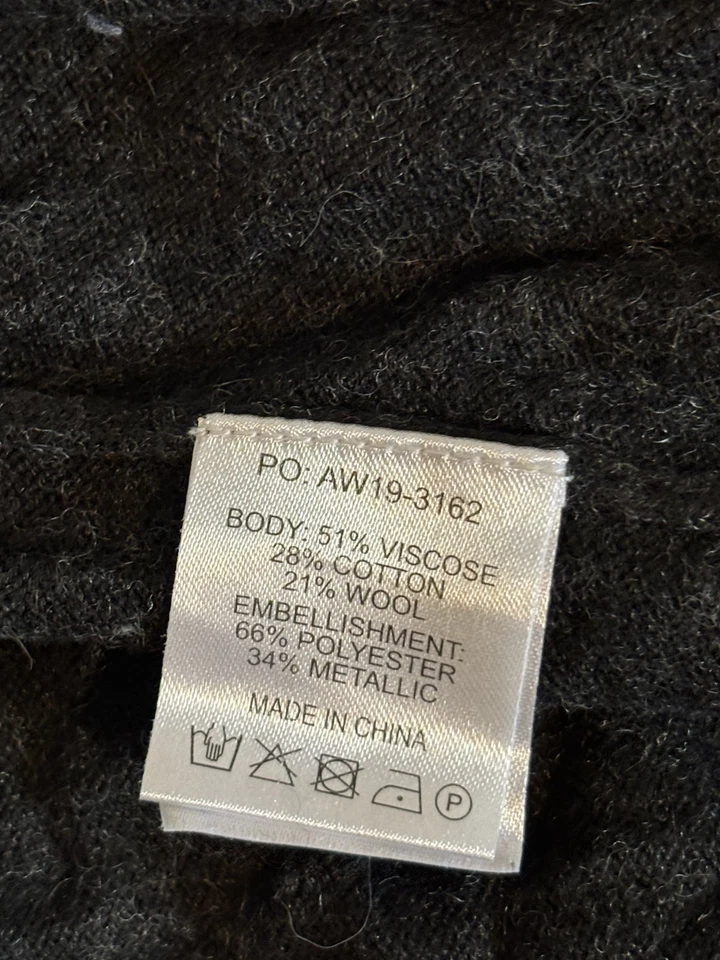 PO: AW19-3162
BODY: 51% VISCOSE
28% COTTON
21% WOOL
EMBELLISHMENT:
66% POLYESTER
34% METALLIC
MADE IN CHINA
P